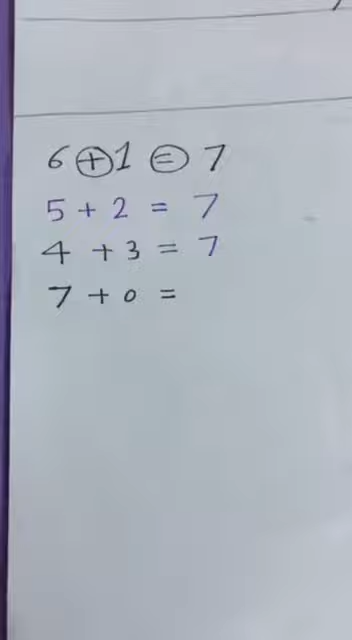 6 + 1 = 7
5 + 2 = 7
4 + 3 = 7
7 + 0 =